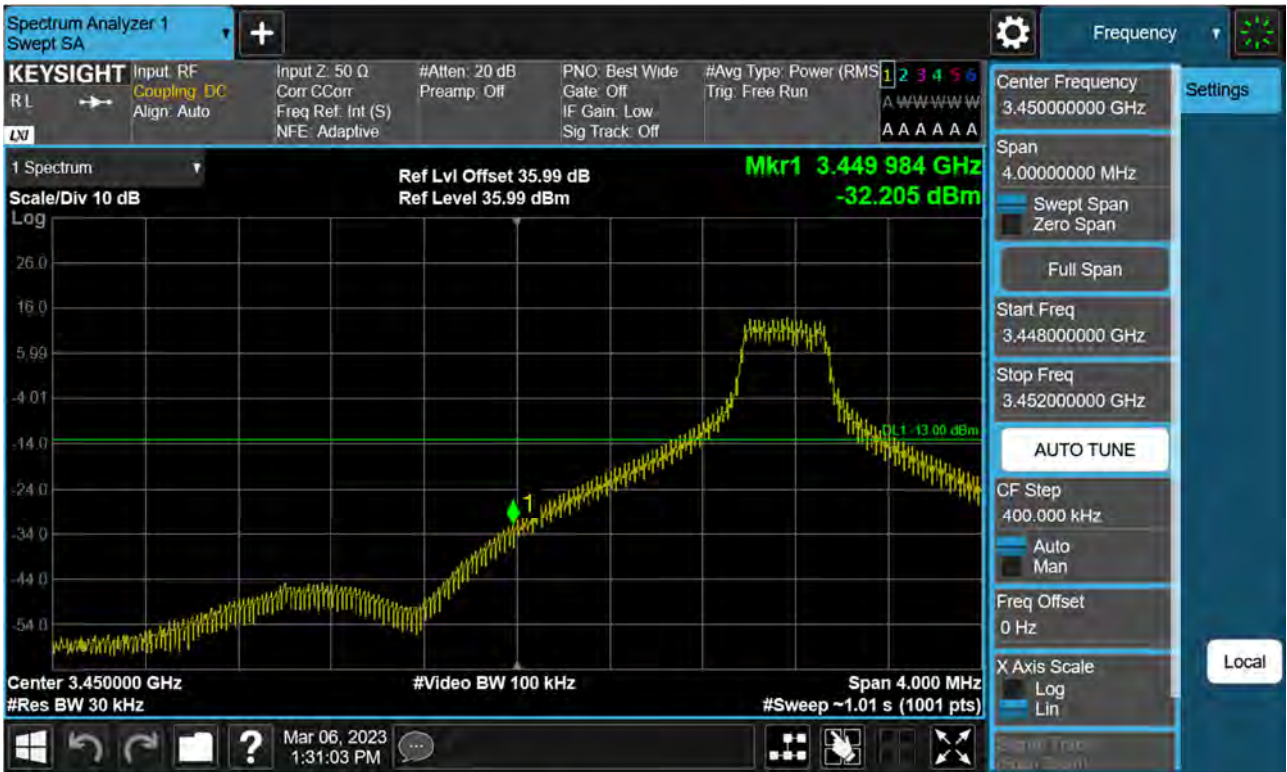 Spectrum Analyzer 1
Swept SA
Frequency
KEYSIGHT
R L
LXI
Input: RF
Coupling: DC
Align: Auto
Input Z: 50 Ω
Corr CCorr
Freq Ref: Int (S)
NFE: Adaptive
#Atten: 20 dB
Preamp: Off
PNO: Best Wide
Gate: Off
IF Gain: Low
Sig Track: Off
#Avg Type: Power (RMS
Trig: Free Run
1 2 3 4 5 6
A W W W W W
A A A A A A
1 Spectrum
Scale/Div 10 dB
Ref Lvl Offset 35.99 dB
Ref Level 35.99 dBm
Mkr1 3.449 984 GHz
-32.205 dBm
Log
26.0
16.0
5.99
-4.01
-14.0
-24.0
-34.0
-44.0
-54.0
DL1 -13.00 dBm
1
Center 3.450000 GHz
#Res BW 30 kHz
#Video BW 100 kHz
Span 4.000 MHz
#Sweep ~1.01 s (1001 pts)
Center Frequency
3.450000000 GHz
Settings
Span
4.00000000 MHz
Swept Span
Zero Span
Full Span
Start Freq
3.448000000 GHz
Stop Freq
3.452000000 GHz
AUTO TUNE
CF Step
400.000 kHz
Auto
Man
Freq Offset
0 Hz
X Axis Scale
Log
Lin
Local
?
Mar 06, 2023
1:31:03 PM